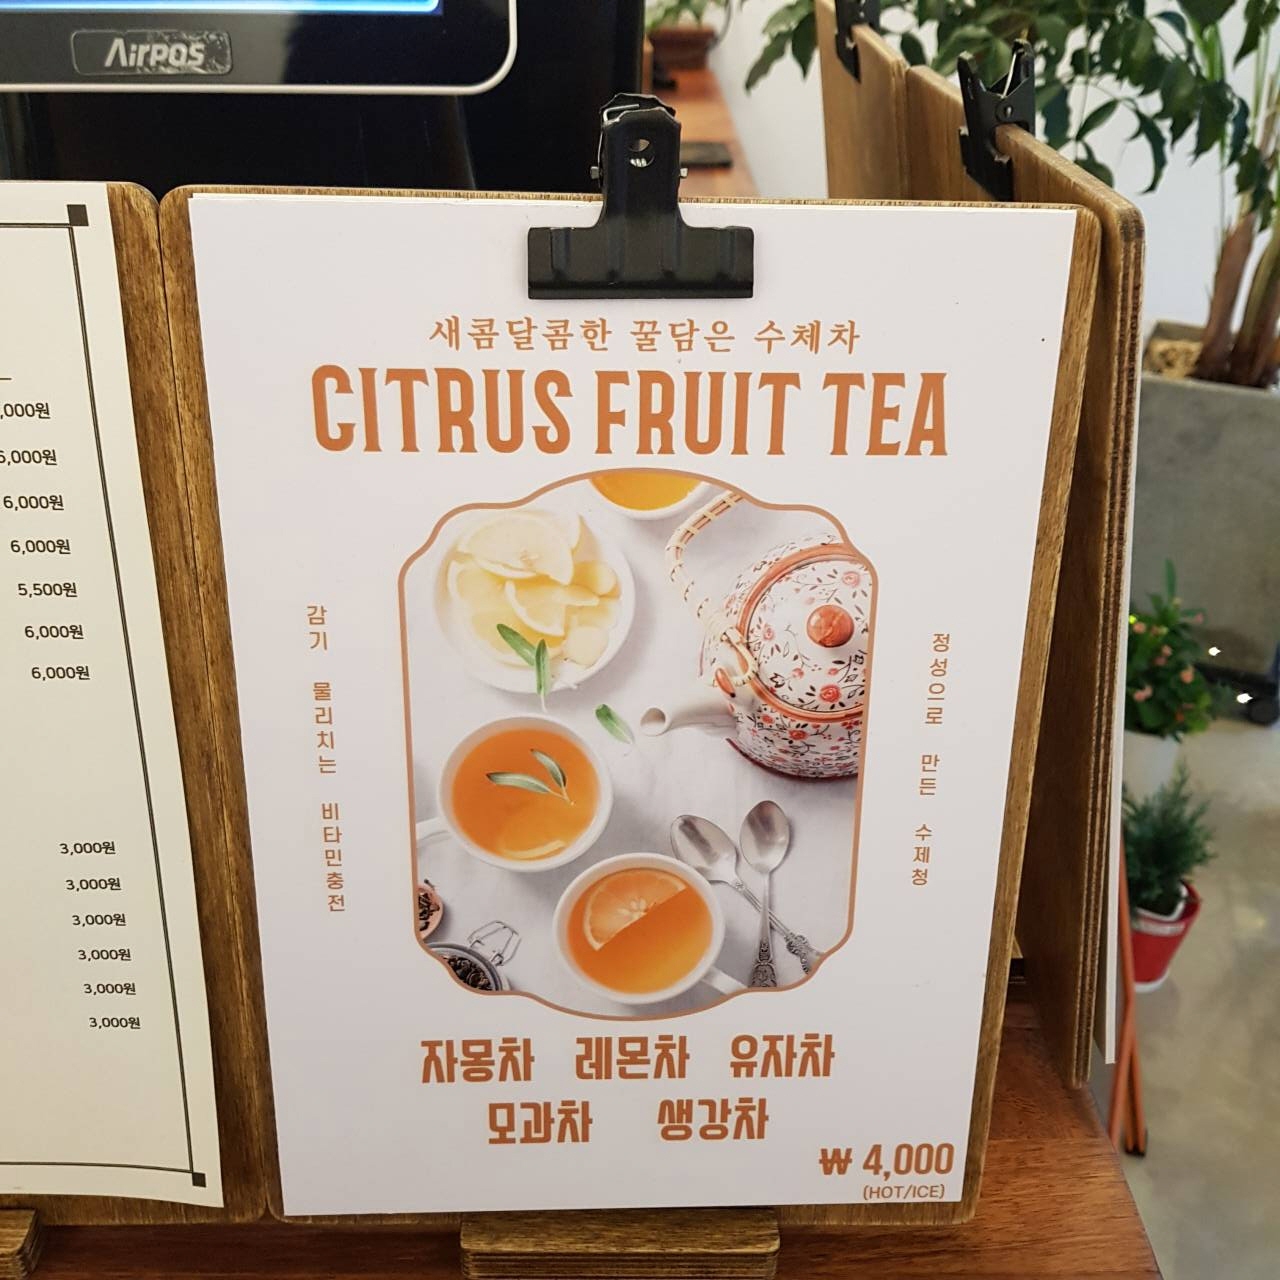 AirPOS
,000원
6,000원
6,000원
6,000원
5,500원
6,000원
6,000원
3,000원
3,000원
3,000원
3,000원
3,000원
3,000원
새콤달콤한 꿀담은 수체차
CITRUS FRUIT TEA
감기 물리치는 비타민충전
정성으로 만든 수제청
자몽차 레몬차 유자차
모과차 생강차
₩ 4,000
(HOT/ICE)